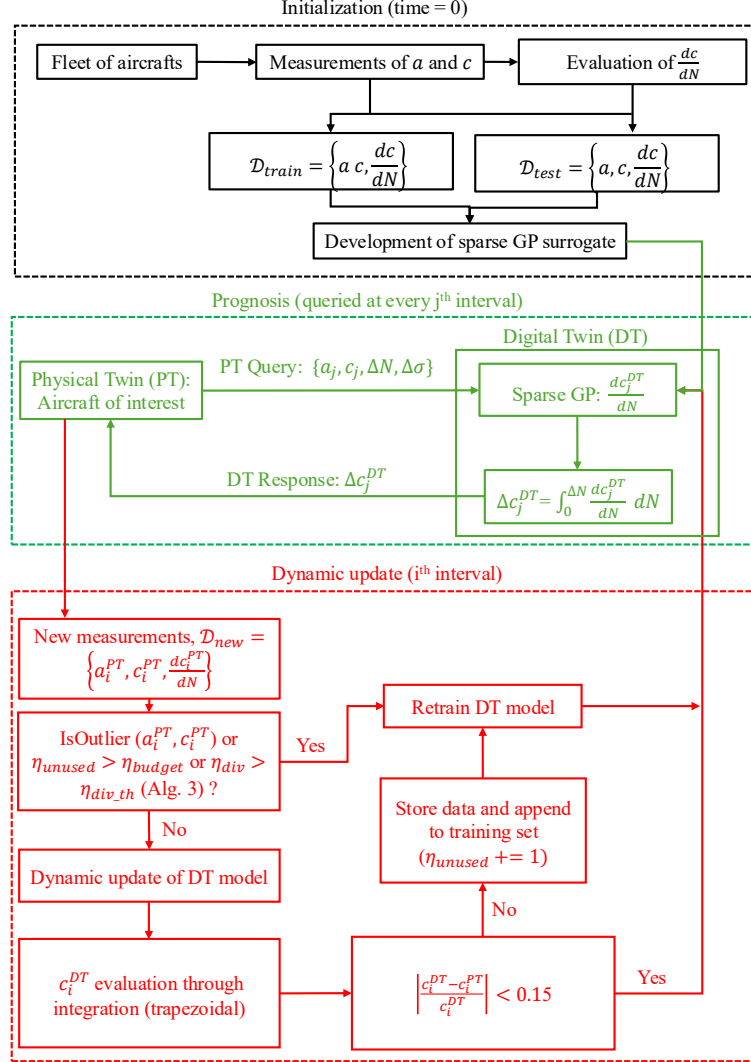 Initialization (time = 0)
Fleet of aircrafts
Measurements of a and c
Evaluation of dc/dN
𝒟_train = {a c, dc/dN}
𝒟_test = {a, c, dc/dN}
Development of sparse GP surrogate
Prognosis (queried at every j^th interval)
Digital Twin (DT)
Physical Twin (PT):
Aircraft of interest
PT Query: {a_j, c_j, ΔN, Δσ}
Sparse GP: dc_j^DT/dN
DT Response: Δc_j^DT
Δc_j^DT = ∫_0^ΔN dc_j^DT/dN dN
Dynamic update (i^th interval)
New measurements, 𝒟_new =
{a_i^PT, c_i^PT, dc_i^PT/dN}
IsOutlier (a_i^PT, c_i^PT) or
η_unused > η_budget or η_div >
η_div_th (Alg. 3) ?
Yes
Retrain DT model
No
Store data and append
to training set
(η_unused += 1)
Dynamic update of DT model
No
c_i^DT evaluation through
integration (trapezoidal)
|(c_i^DT − c_i^PT)/c_i^DT| < 0.15
Yes